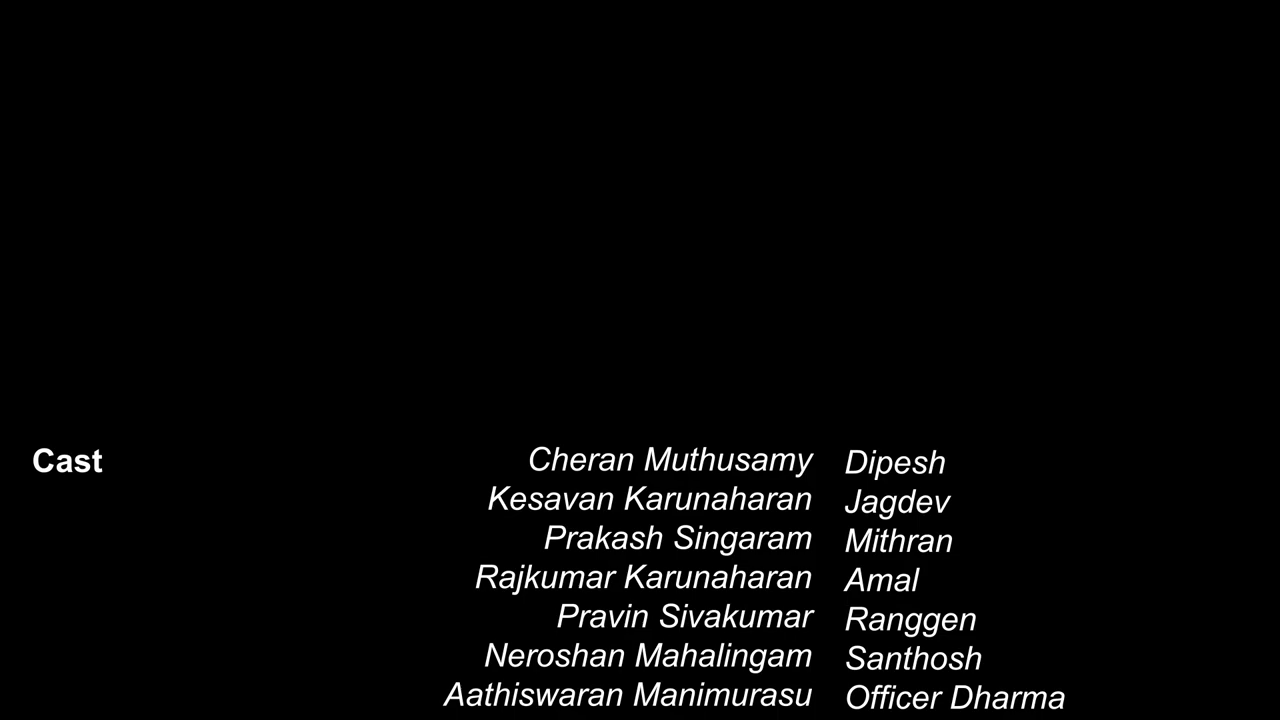 Cast
Cheran Muthusamy Dipesh
Kesavan Karunaharan Jagdev
Prakash Singaram Mithran
Rajkumar Karunaharan Amal
Pravin Sivakumar Ranggen
Neroshan Mahalingam Santhosh
Aathiswaran Manimurasu Officer Dharma